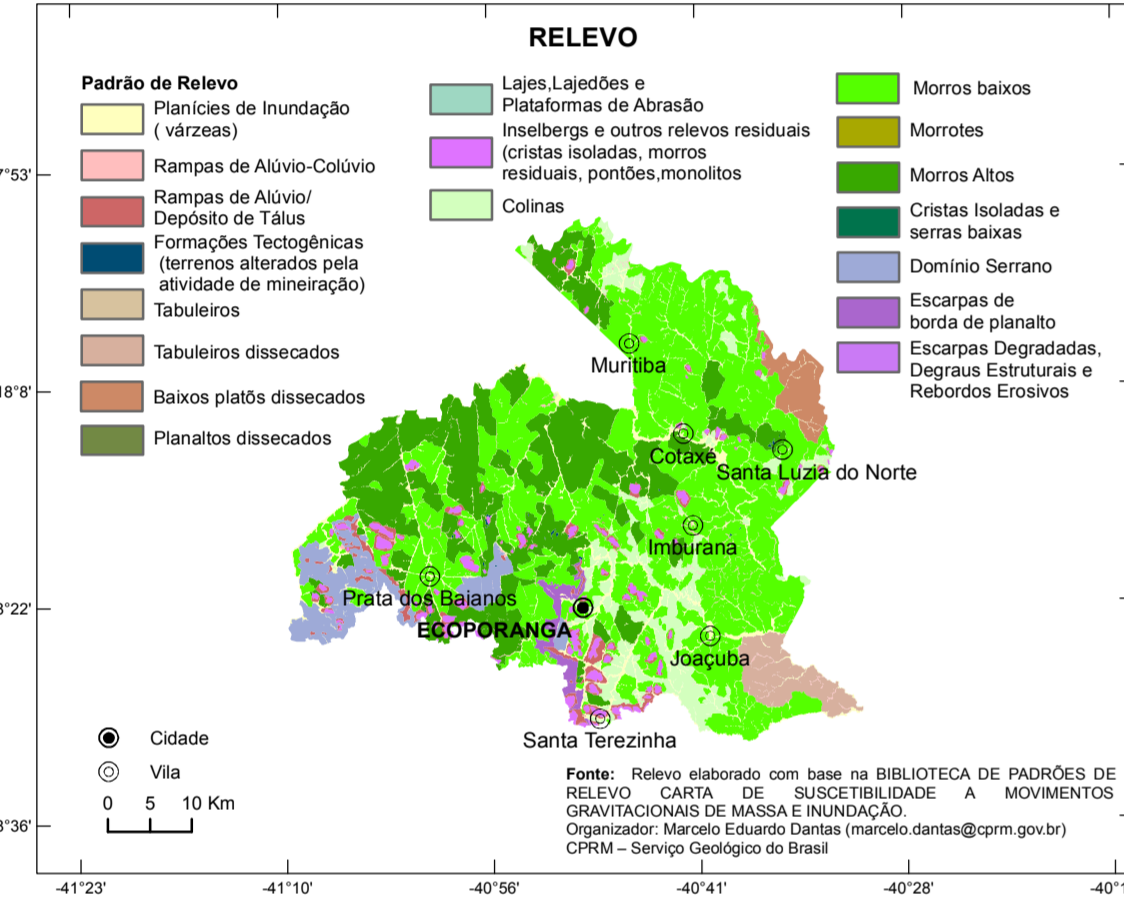 RELEVO
Padrão de Relevo
Planícies de Inundação
( várzeas)
Rampas de Alúvio-Colúvio
Rampas de Alúvio/
Depósito de Tálus
Formações Tectogênicas
(terrenos alterados pela
atividade de mineiração)
Tabuleiros
Tabuleiros dissecados
Baixos platôs dissecados
Planaltos dissecados
Lajes,Lajedões e
Plataformas de Abrasão
Inselbergs e outros relevos residuais
(cristas isoladas, morros
residuais, pontões,monolitos
Colinas
Morros baixos
Morrotes
Morros Altos
Cristas Isoladas e
serras baixas
Domínio Serrano
Escarpas de
borda de planalto
Escarpas Degradadas,
Degraus Estruturais e
Rebordos Erosivos
7°53'
18°8'
3°22'
3°36'
Muritiba
Cotaxé
Santa Luzia do Norte
Imburana
Prata dos Baianos
ECOPORANGA
Joaçuba
Santa Terezinha
Cidade
Vila
0 5 10 Km
Fonte: Relevo elaborado com base na BIBLIOTECA DE PADRÕES DE
RELEVO CARTA DE SUSCETIBILIDADE A MOVIMENTOS
GRAVITACIONAIS DE MASSA E INUNDAÇÃO.
Organizador: Marcelo Eduardo Dantas (marcelo.dantas@cprm.gov.br)
CPRM – Serviço Geológico do Brasil
-41°23' -41°10' -40°56' -40°41' -40°28'